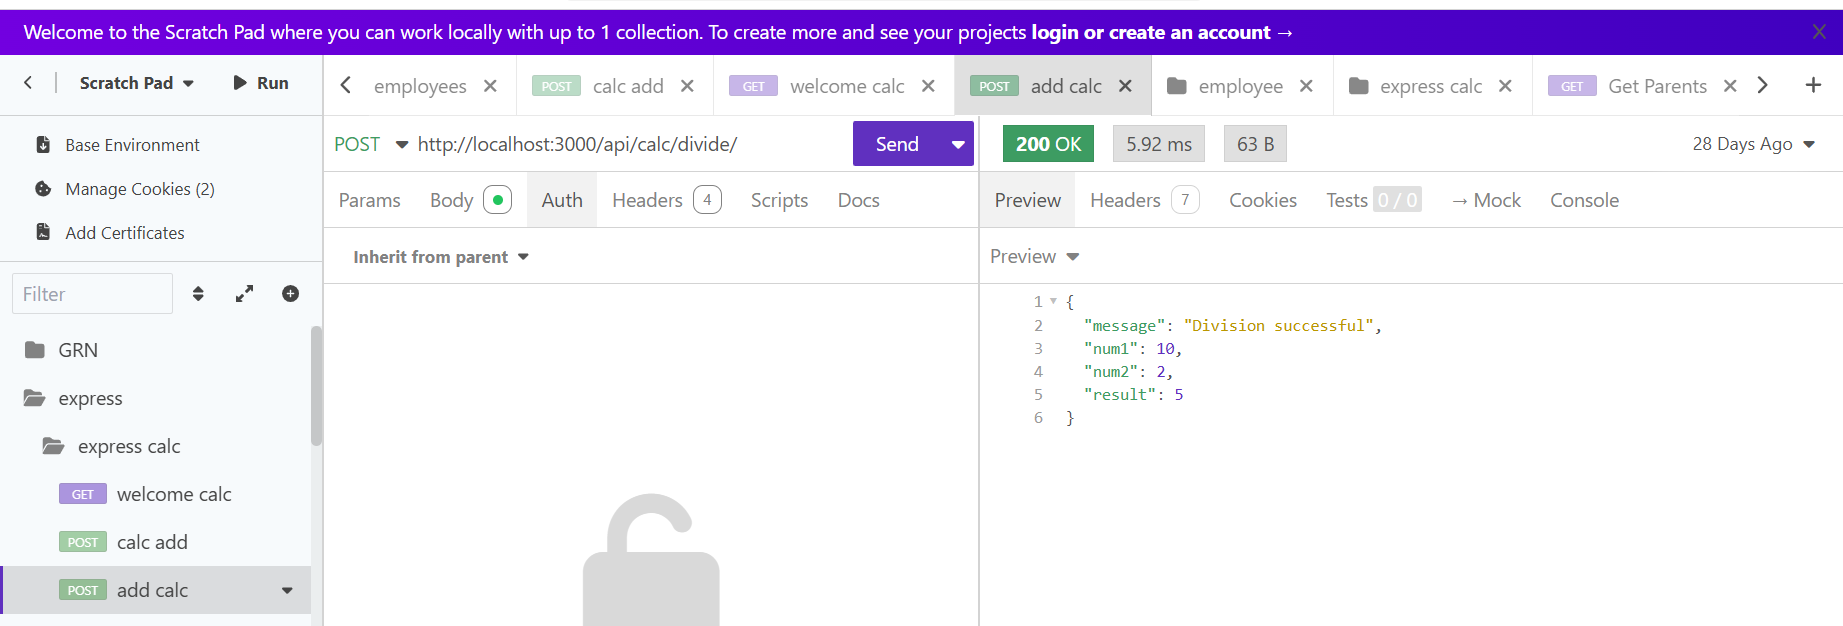 Welcome to the Scratch Pad where you can work locally with up to 1 collection. To create more and see your projects login or create an account →
Scratch Pad Run
employees POST calc add GET welcome calc POST add calc employee express calc GET Get Parents
Base Environment
Manage Cookies (2)
Add Certificates
Filter
GRN
express
express calc
GET welcome calc
POST calc add
POST add calc
POST http://localhost:3000/api/calc/divide/ Send
Params Body Auth Headers 4 Scripts Docs
Inherit from parent
200 OK 5.92 ms 63 B 28 Days Ago
Preview Headers 7 Cookies Tests 0 / 0 → Mock Console
Preview
1 {
2 "message": "Division successful",
3 "num1": 10,
4 "num2": 2,
5 "result": 5
6 }